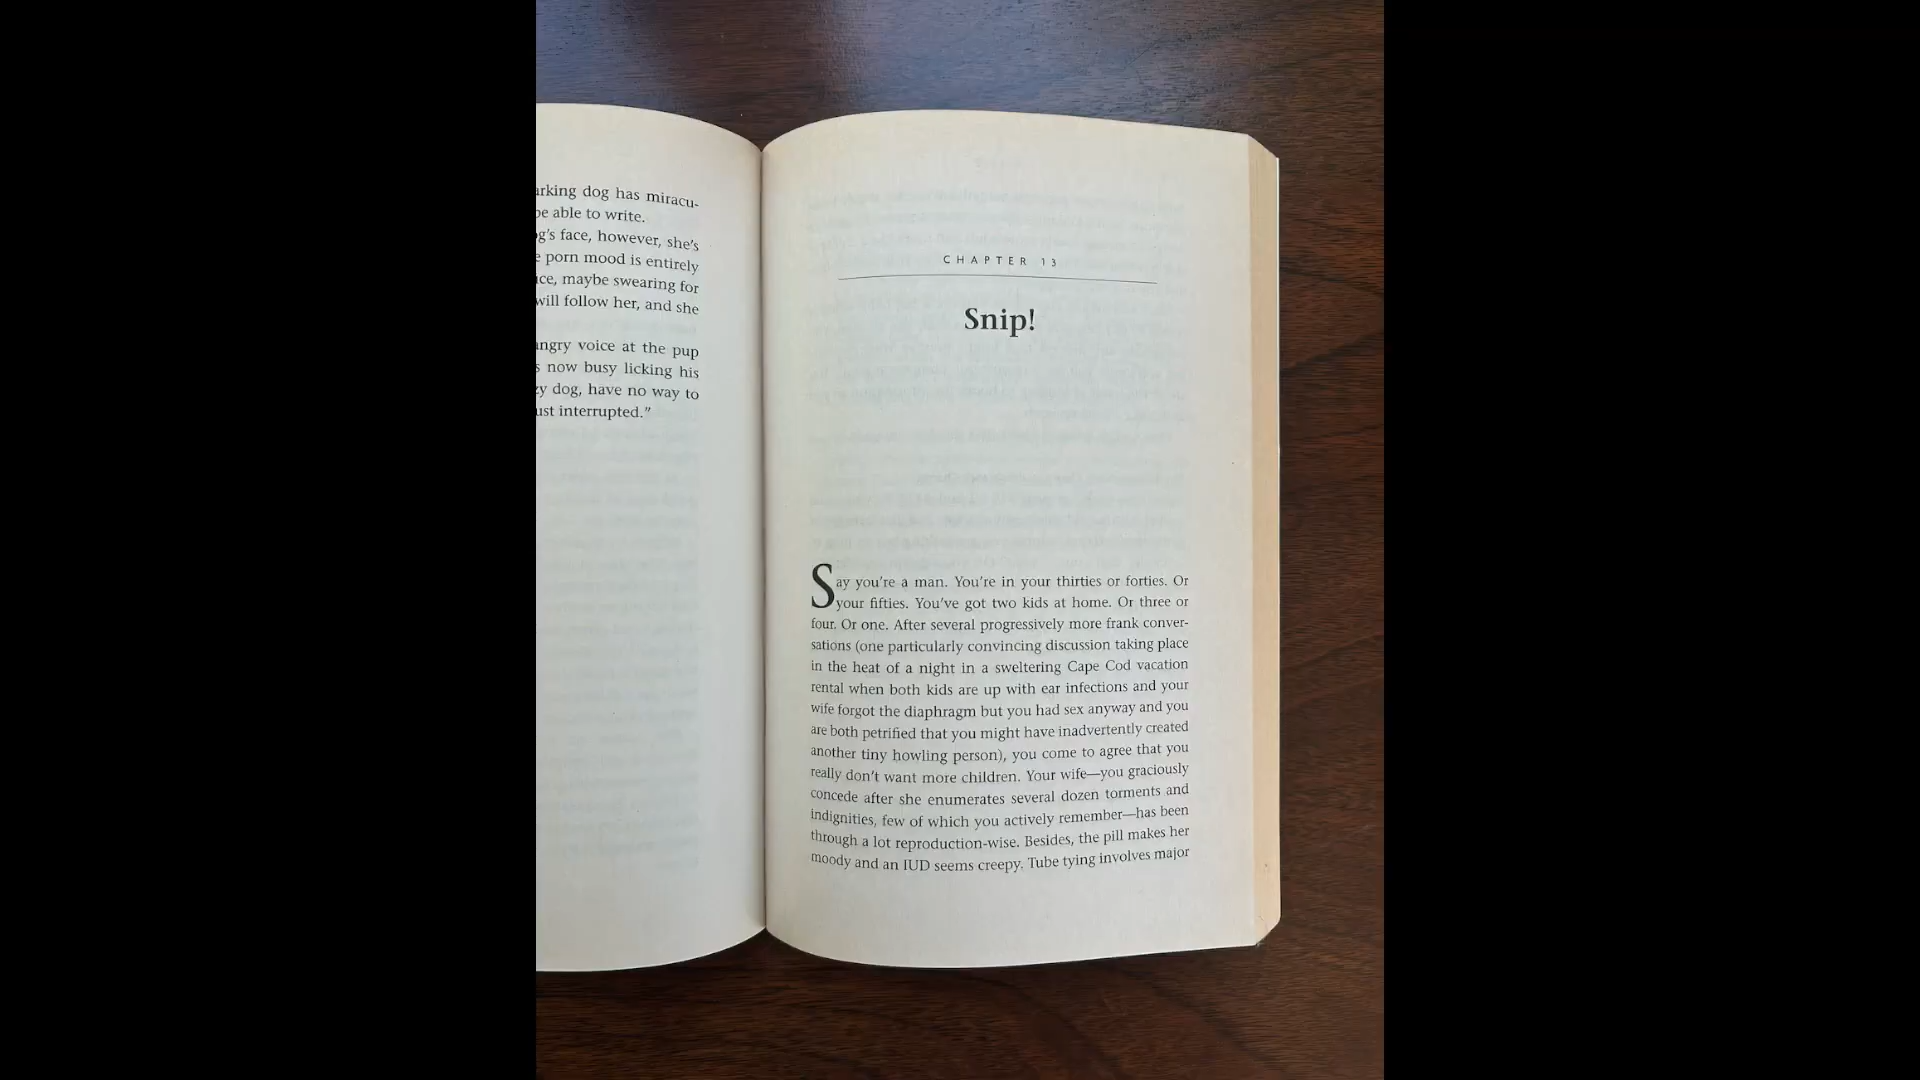 arking dog has miracu-
be able to write.
og's face, however, she's
e porn mood is entirely
ce, maybe swearing for
will follow her, and she
angry voice at the pup
s now busy licking his
zy dog, have no way to
ust interrupted."
CHAPTER 13
Snip!
Say you're a man. You're in your thirties or forties. Or
your fifties. You've got two kids at home. Or three or
four. Or one. After several progressively more frank conver-
sations (one particularly convincing discussion taking place
in the heat of a night in a sweltering Cape Cod vacation
rental when both kids are up with ear infections and your
wife forgot the diaphragm but you had sex anyway and you
are both petrified that you might have inadvertently created
another tiny howling person), you come to agree that you
really don't want more children. Your wife—you graciously
concede after she enumerates several dozen torments and
indignities, few of which you actively remember—has been
through a lot reproduction-wise. Besides, the pill makes her
moody and an IUD seems creepy. Tube tying involves major